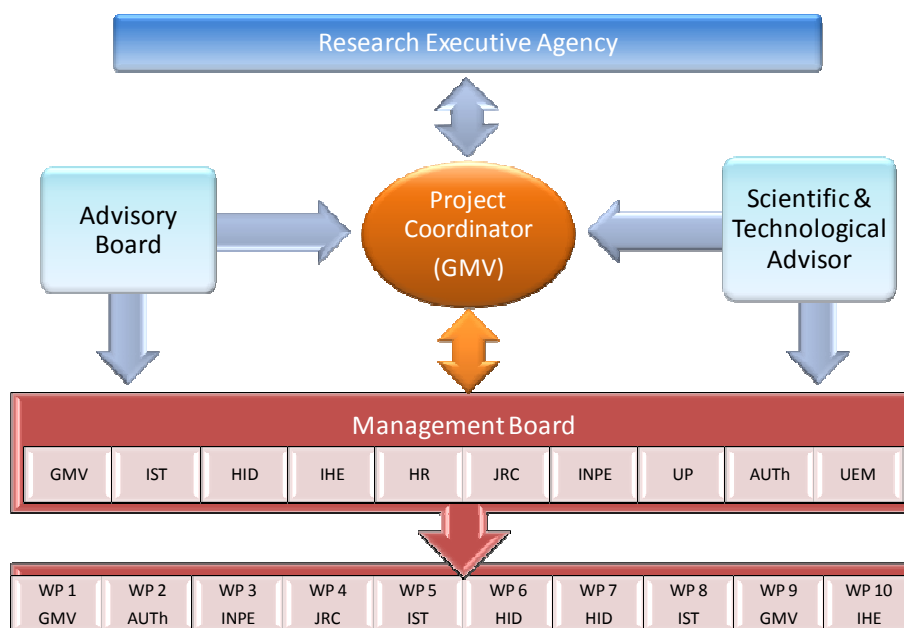 Research Executive Agency
Advisory
Board
Project
Coordinator
(GMV)
Scientific &
Technological
Advisor
Management Board
GMV IST HID IHE HR JRC INPE UP AUTh UEM
WP 1 WP 2 WP 3 WP 4 WP 5 WP 6 WP 7 WP 8 WP 9 WP 10
GMV AUTh INPE JRC IST HID HID IST GMV IHE